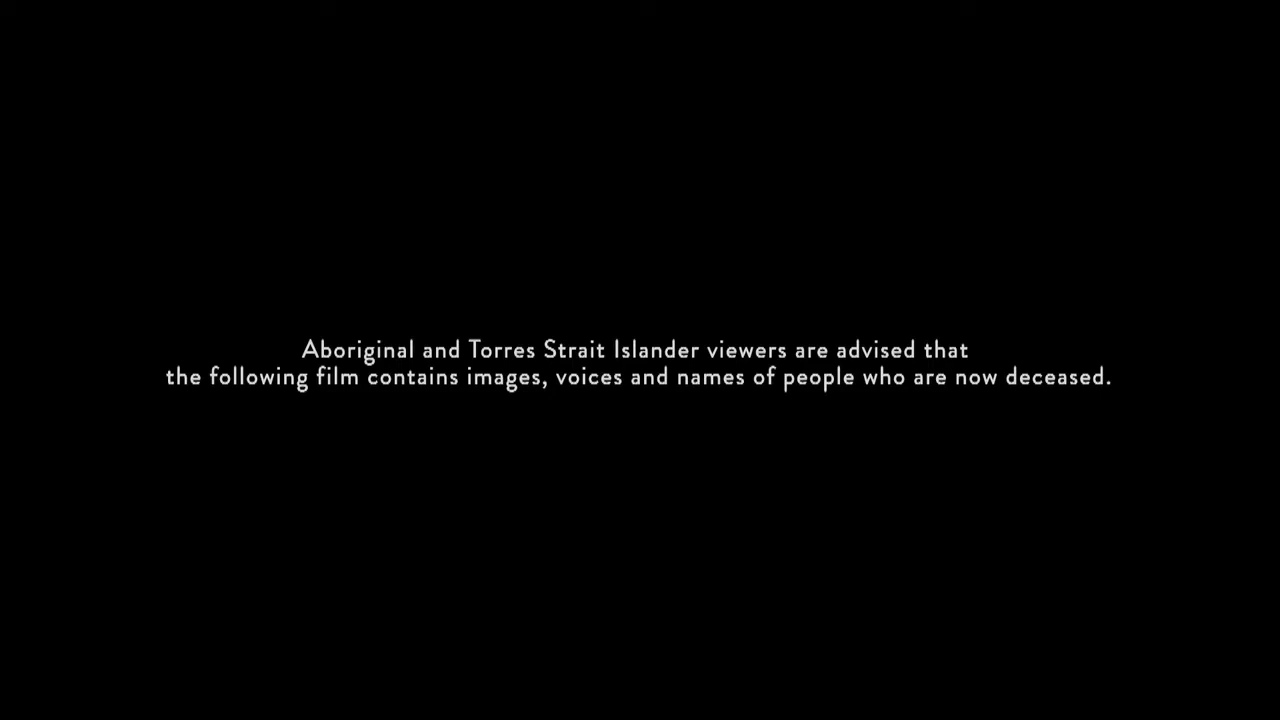 Aboriginal and Torres Strait Islander viewers are advised that
the following film contains images, voices and names of people who are now deceased.